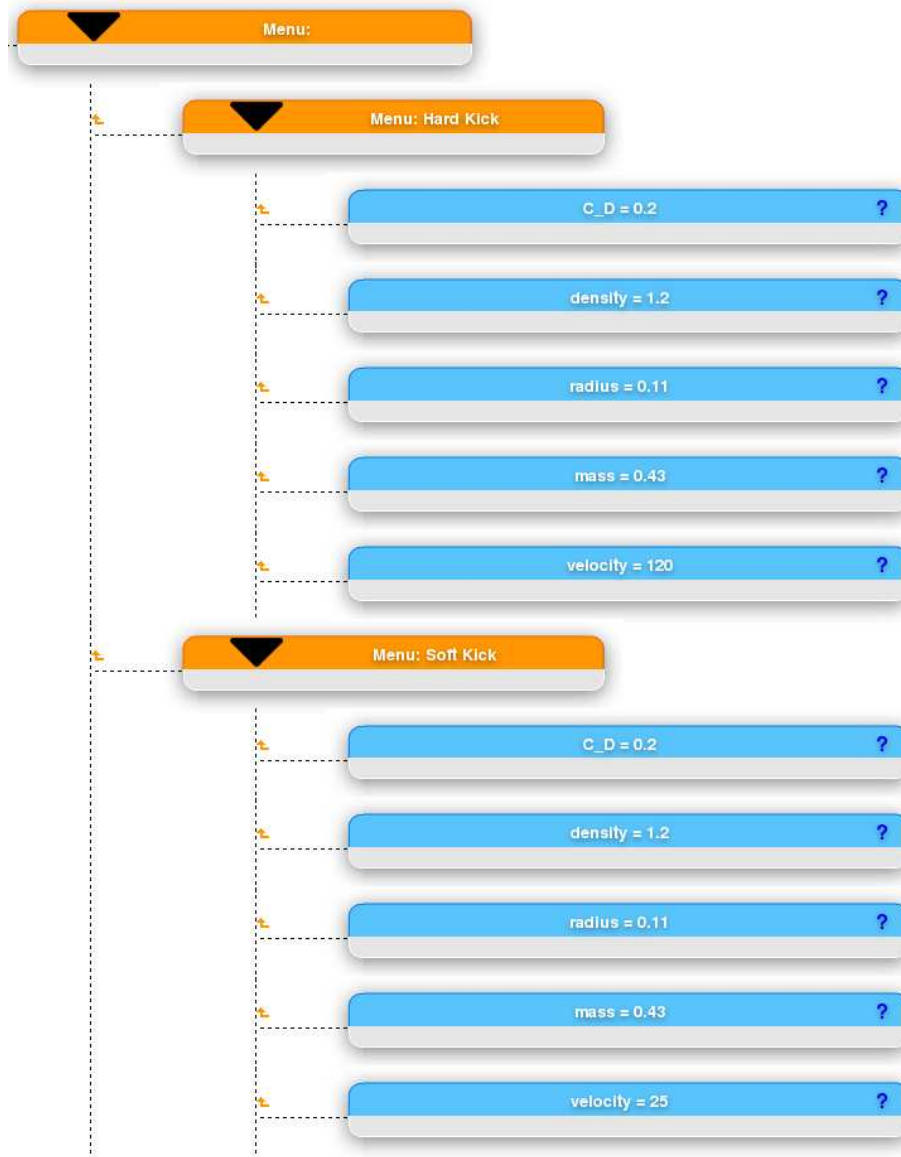 Menu:
Menu: Hard Kick
C_D = 0.2 ?
density = 1.2 ?
radius = 0.11 ?
mass = 0.43 ?
velocity = 120 ?
Menu: Soft Kick
C_D = 0.2 ?
density = 1.2 ?
radius = 0.11 ?
mass = 0.43 ?
velocity = 25 ?